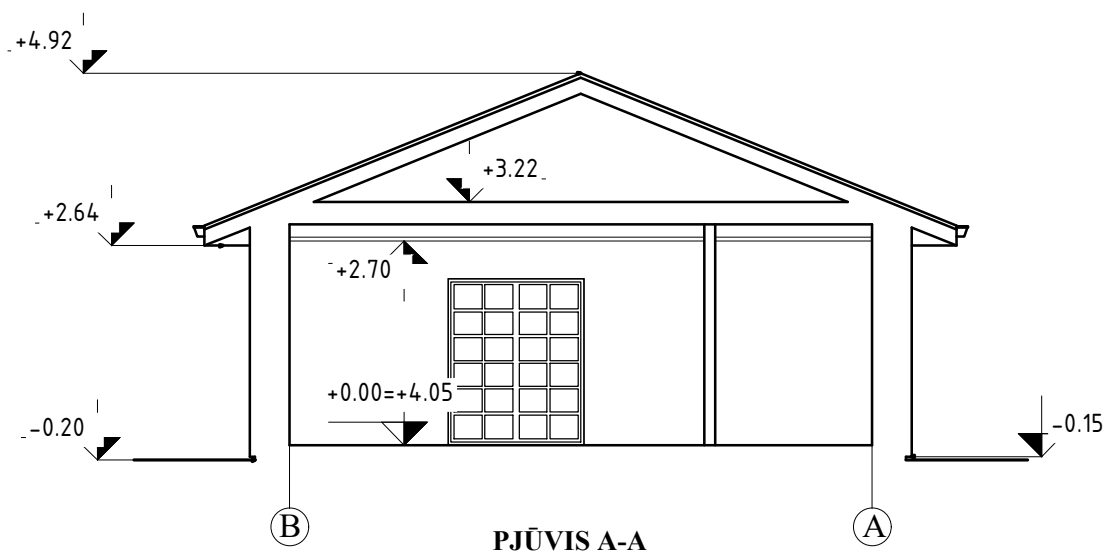 +4.92
+3.22
+2.64
+2.70
+0.00=+4.05
-0.20
-0.15
B
A
PJŪVIS A-A